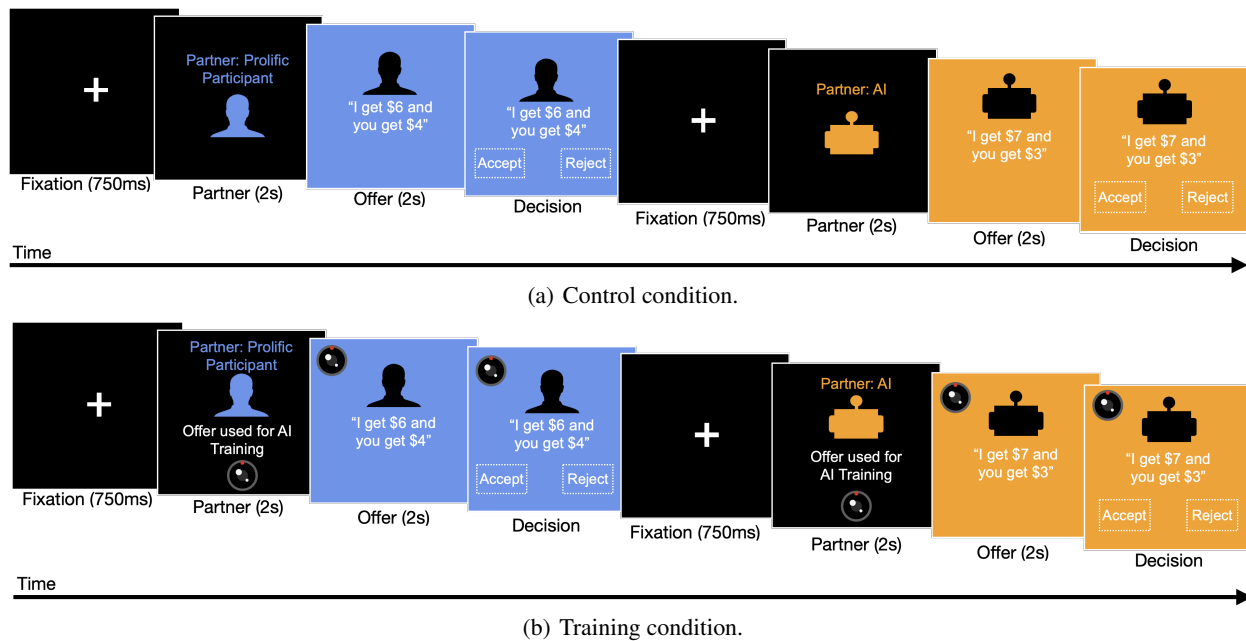 Partner: Prolific
Participant
“I get $6 and
you get $4”
“I get $6 and
you get $4”
Accept
Reject
Partner: AI
“I get $7 and
you get $3”
“I get $7 and
you get $3”
Accept
Reject
Fixation (750ms)
Partner (2s)
Offer (2s)
Decision
Fixation (750ms)
Partner (2s)
Offer (2s)
Decision
Time
(a) Control condition.
Partner: Prolific
Participant
Offer used for AI
Training
“I get $6 and
you get $4”
“I get $6 and
you get $4”
Accept
Reject
Partner: AI
Offer used for
AI Training
“I get $7 and
you get $3”
“I get $7 and
you get $3”
Accept
Reject
Fixation (750ms)
Partner (2s)
Offer (2s)
Decision
Fixation (750ms)
Partner (2s)
Offer (2s)
Decision
Time
(b) Training condition.